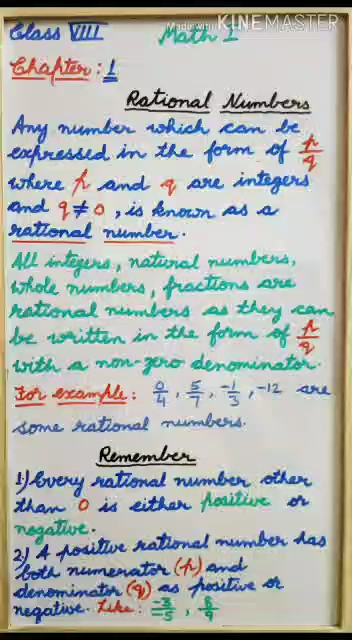 Made with KINEMASTER
Class VIII Math 1
Chapter : 1
Rational Numbers
Any number which can be
expressed in the form of p/q
where p and q are integers
and q ≠ 0, is known as a
rational number.
All integers, natural numbers,
whole numbers, fractions are
rational numbers as they can
be written in the form of p/q
with a non-zero denominator.
For example : 0/4, 5/7, -1/3, -12 are
some rational numbers.
Remember
1.) Every rational number other
than 0 is either positive or
negative.
2.) A positive rational number has
both numerator (p) and
denominator (q) as positive or
negative. Like : -3/-5, 8/9